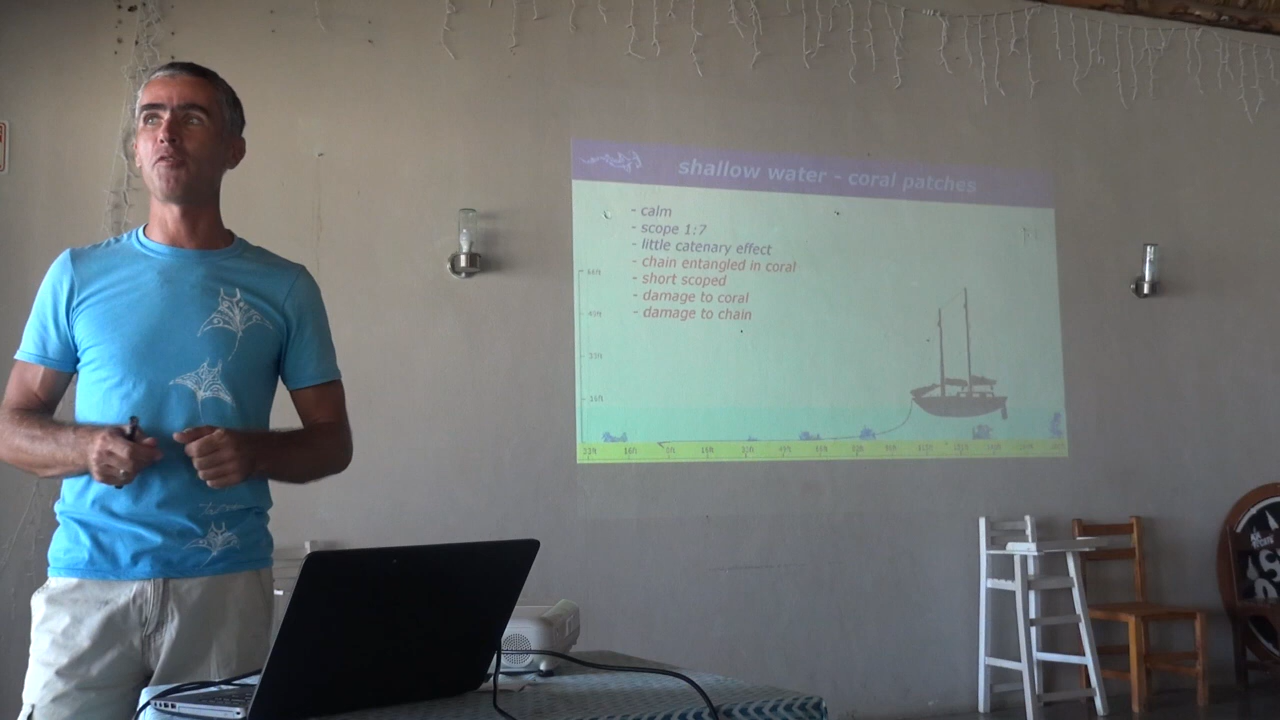 shallow water - coral patches
- calm
- scope 1:7
- little catenary effect
- chain entangled in coral
- short scoped
- damage to coral
- damage to chain